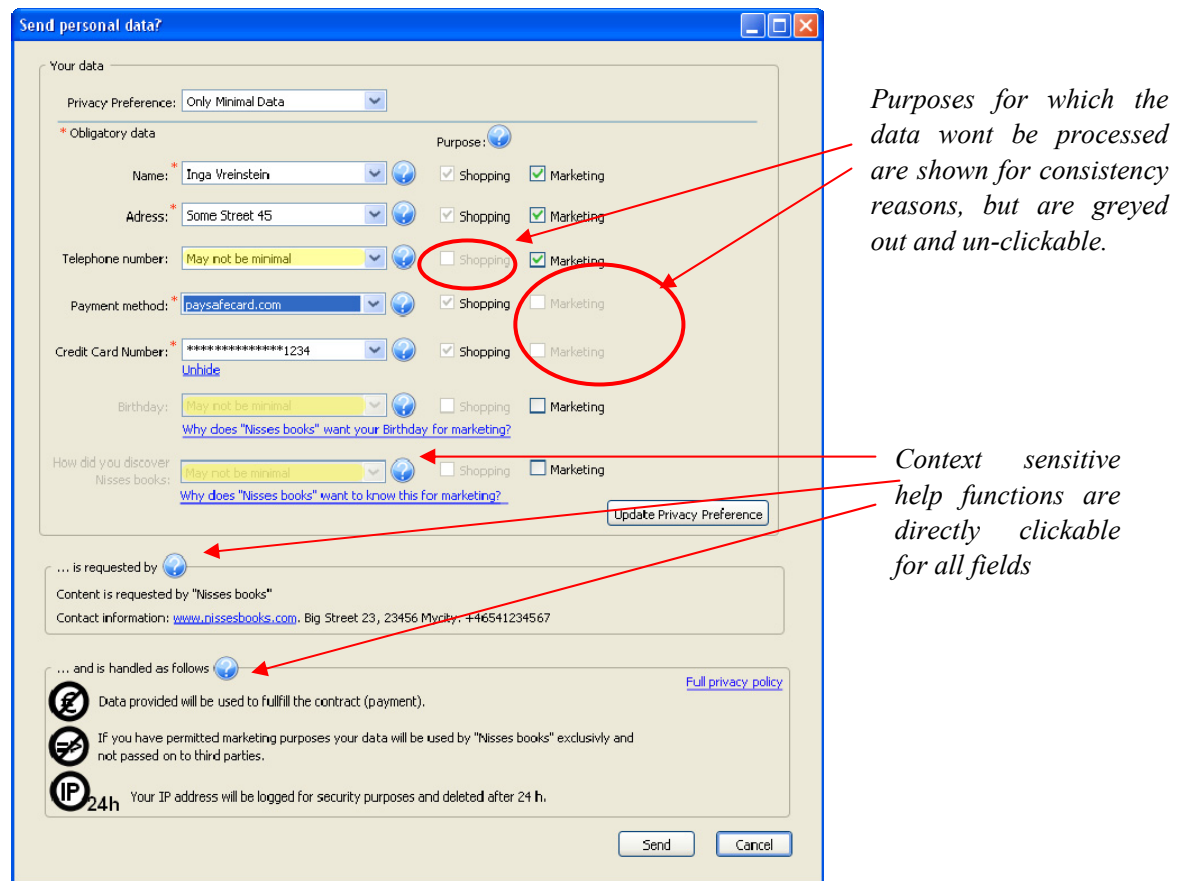 Send personal data?
Your data
Privacy Preference: Only Minimal Data
* Obligatory data
Purpose:
Name: * Inga Vreinstein Shopping Marketing
Adress: * Some Street 45 Shopping Marketing
Telephone number: May not be minimal Shopping Marketing
Payment method: * paysafecard.com Shopping Marketing
Credit Card Number: * **************1234 Shopping Marketing
Unhide
Birthday: May not be minimal Shopping Marketing
Why does "Nisses books" want your Birthday for marketing?
How did you discover
Nisses books: May not be minimal Shopping Marketing
Why does "Nisses books" want to know this for marketing?
Update Privacy Preference
... is requested by
Content is requested by "Nisses books"
Contact information: www.nissesbooks.com. Big Street 23, 23456 Mycity. +46541234567
... and is handled as follows
Full privacy policy
Data provided will be used to fullfill the contract (payment).
If you have permitted marketing purposes your data will be used by "Nisses books" exclusivly and
not passed on to third parties.
IP 24h Your IP address will be logged for security purposes and deleted after 24 h.
Send Cancel
Purposes for which the
data wont be processed
are shown for consistency
reasons, but are greyed
out and un-clickable.
Context sensitive
help functions are
directly clickable
for all fields